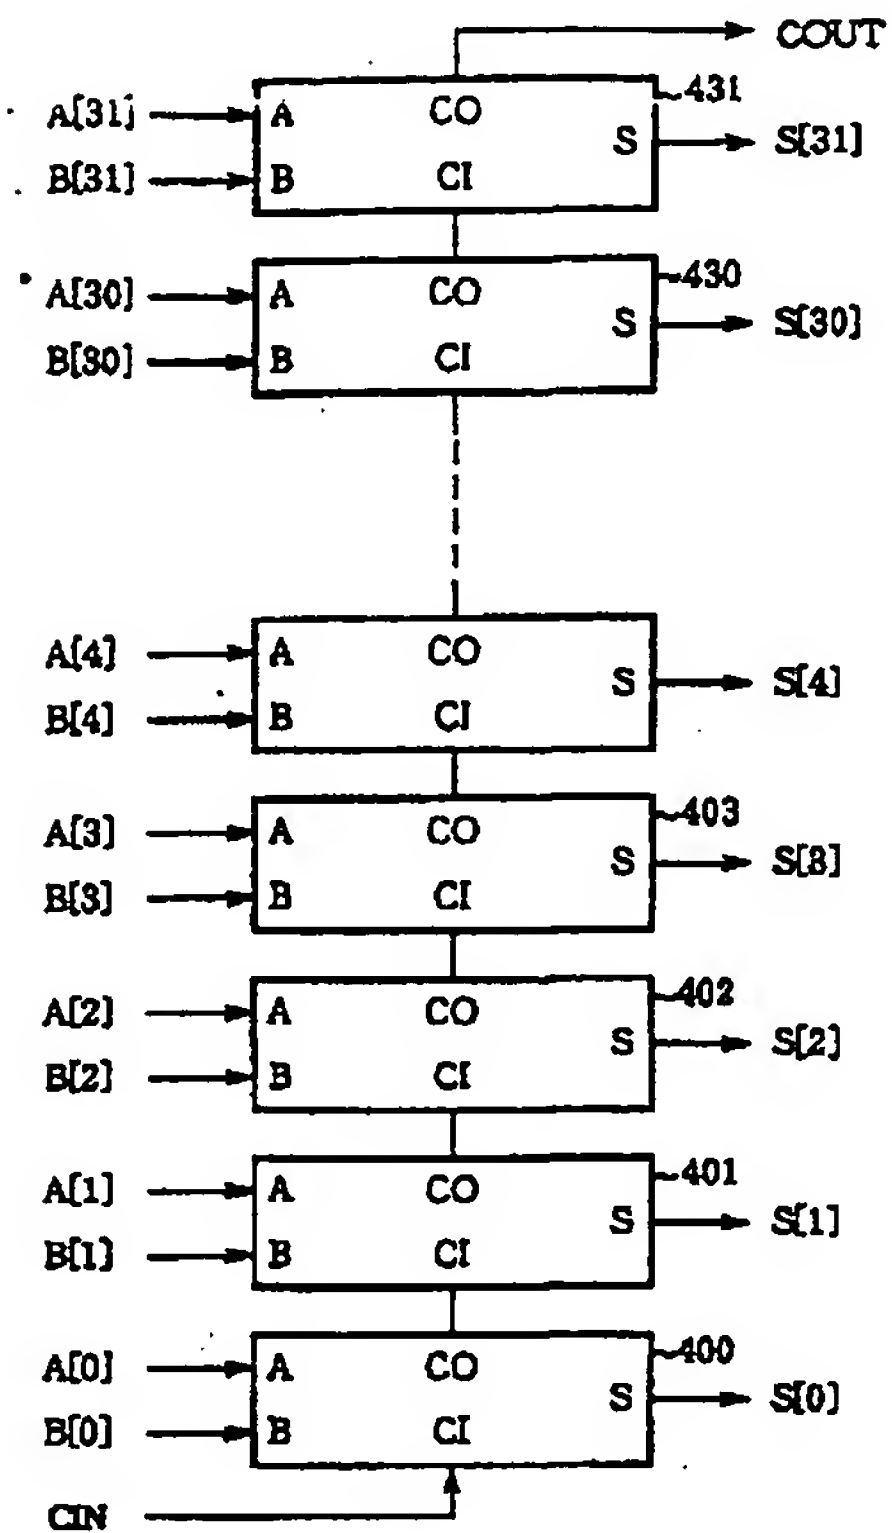 COUT
A[31] A CO 431
S S[31]
B[31] B CI
A[30] A CO 430
S S[30]
B[30] B CI
A[4] A CO
S S[4]
B[4] B CI
A[3] A CO 403
S S[3]
B[3] B CI
A[2] A CO 402
S S[2]
B[2] B CI
A[1] A CO 401
S S[1]
B[1] B CI
A[0] A CO 400
S S[0]
B[0] B CI
CIN